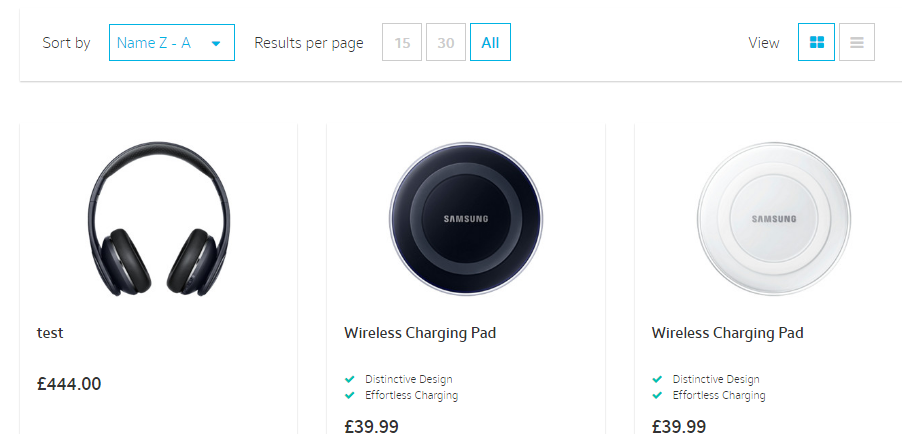 Sort by Name Z - A Results per page 15 30 All View
SAMSUNG SAMSUNG
test Wireless Charging Pad Wireless Charging Pad
Distinctive Design Distinctive Design
£444.00
Effortless Charging Effortless Charging
£39.99 £39.99